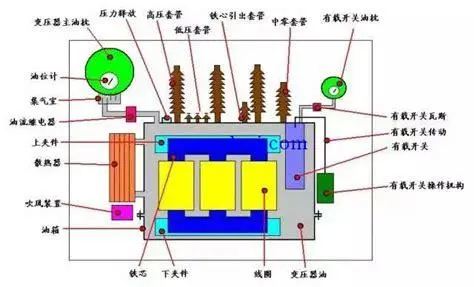 变压器主油枕
压力释放
高压套管
低压套管
铁心引出套管
中零套管
有载开关油枕
油位计
集气室
油流继电器
上夹件
散热器
吹风装置
油箱
铁芯
下夹件
线圈
变压器油
有载开关瓦斯
有载开关传动
有载开关
有载开关操作机构
com